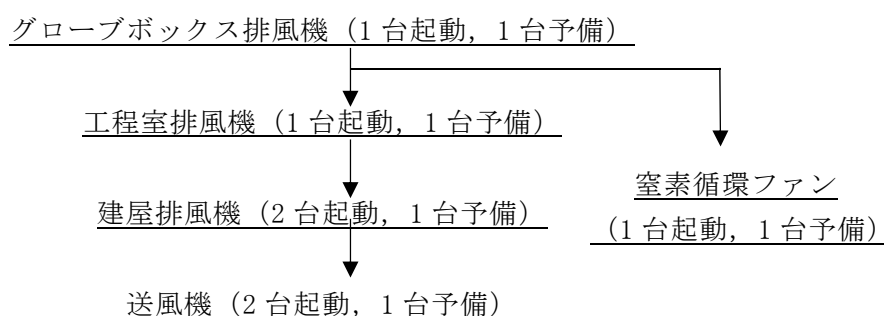 グローブボックス排風機（1 台起動，1 台予備）
工程室排風機（1 台起動，1 台予備）
建屋排風機（2 台起動，1 台予備）
送風機（2 台起動，1 台予備）
窒素循環ファン
（1 台起動，1 台予備）